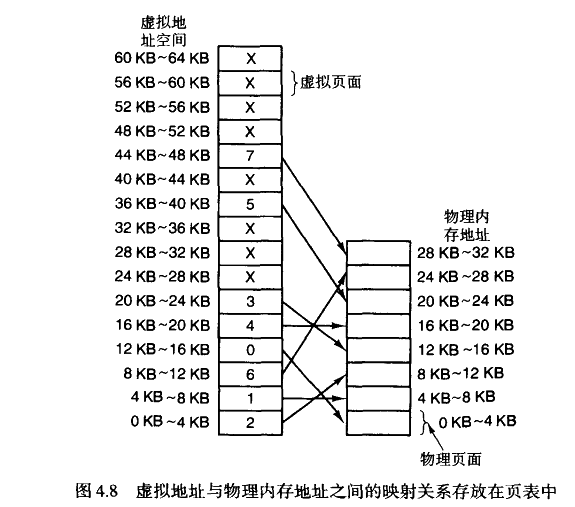 虚拟地
址空间
60 KB~64 KB X
56 KB~60 KB X 虚拟页面
52 KB~56 KB X
48 KB~52 KB X
44 KB~48 KB 7
40 KB~44 KB X
36 KB~40 KB 5
32 KB~36 KB X
28 KB~32 KB X
24 KB~28 KB X
20 KB~24 KB 3
16 KB~20 KB 4
12 KB~16 KB 0
8 KB~12 KB 6
4 KB~8 KB 1
0 KB~4 KB 2
物理内
存地址
28 KB~32 KB
24 KB~28 KB
20 KB~24 KB
16 KB~20 KB
12 KB~16 KB
8 KB~12 KB
4 KB~8 KB
0 KB~4 KB
物理页面
图 4.8 虚拟地址与物理内存地址之间的映射关系存放在页表中